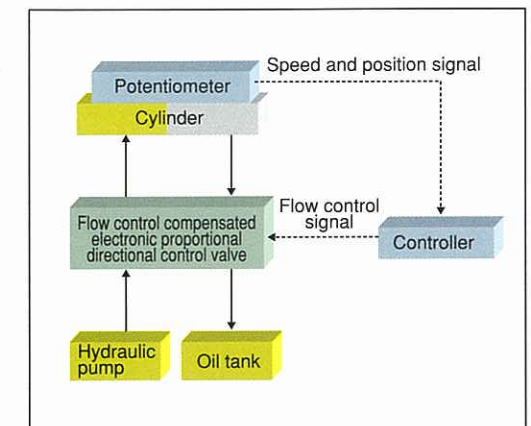 Potentiometer
Speed and position signal
Cylinder
Flow control compensated
electronic proportional
directional control valve
Flow control
signal
Controller
Hydraulic
pump
Oil tank